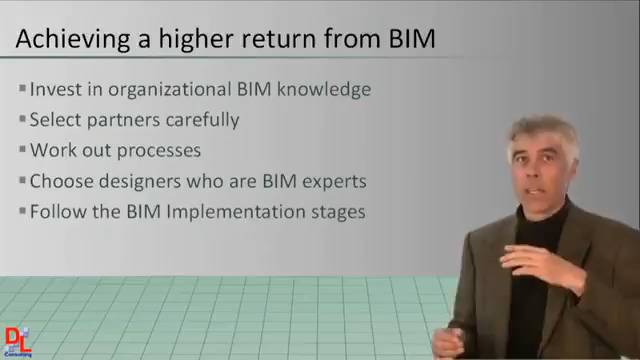 Achieving a higher return from BIM
Invest in organizational BIM knowledge
Select partners carefully
Work out processes
Choose designers who are BIM experts
Follow the BIM Implementation stages
DL
Consulting